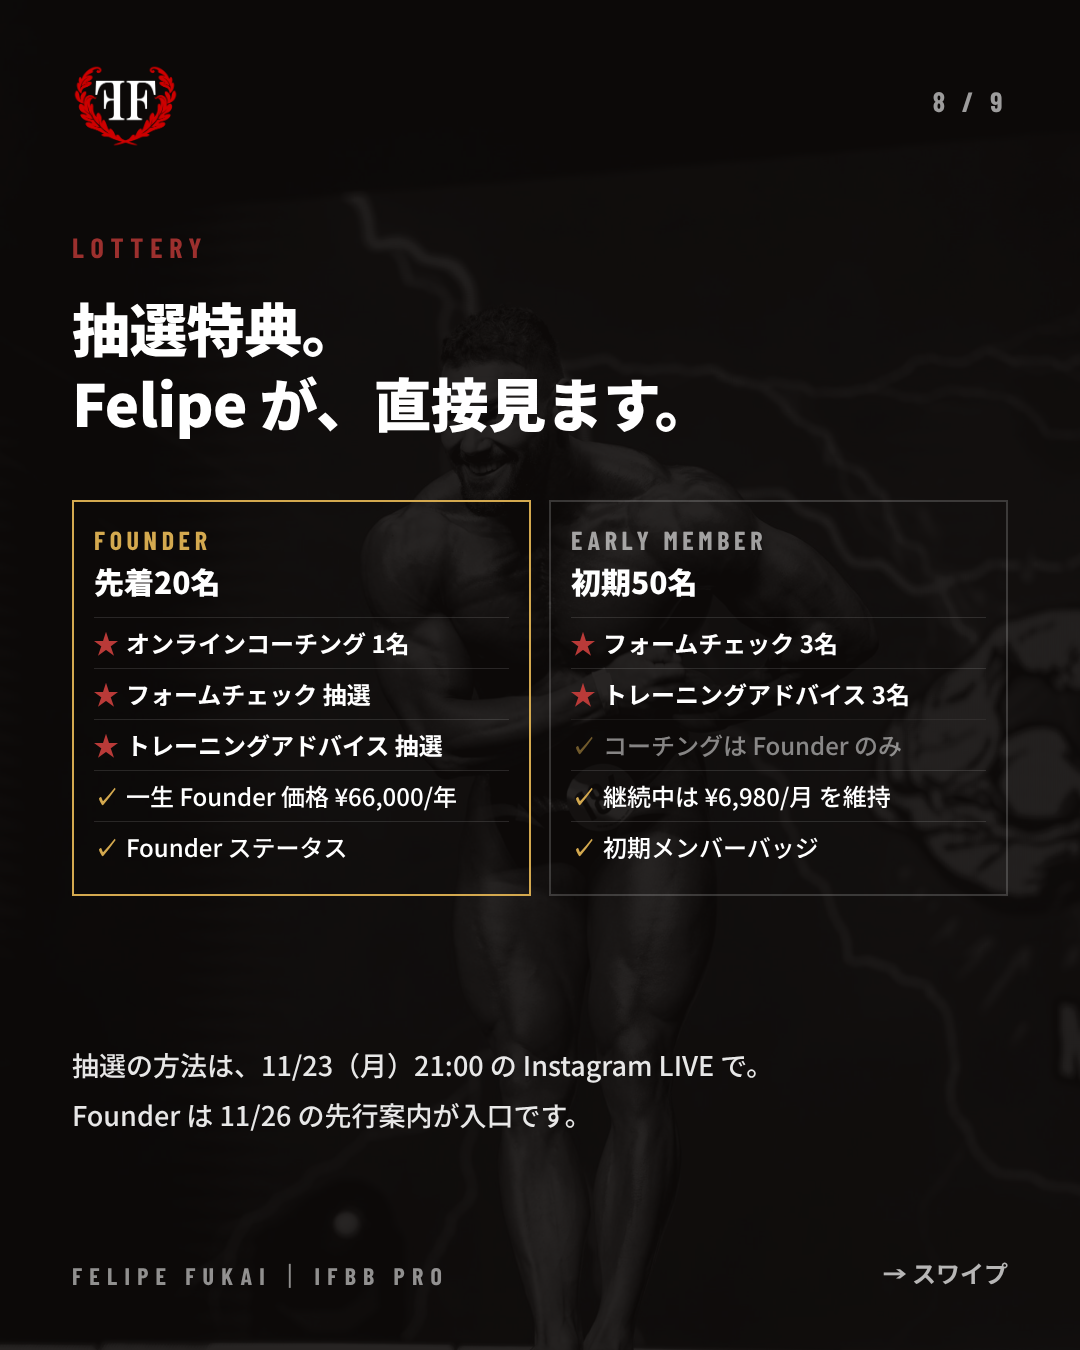 FF
8 / 9
LOTTERY
抽選特典。
Felipe が、直接見ます。
FOUNDER
先着20名
★ オンラインコーチング 1名
★ フォームチェック 抽選
★ トレーニングアドバイス 抽選
✓ 一生 Founder 価格 ¥66,000/年
✓ Founder ステータス
EARLY MEMBER
初期50名
★ フォームチェック 3名
★ トレーニングアドバイス 3名
✓ コーチングは Founder のみ
✓ 継続中は ¥6,980/月 を維持
✓ 初期メンバーバッジ
抽選の方法は、11/23（月）21:00 の Instagram LIVE で。
Founder は 11/26 の先行案内が入口です。
FELIPE FUKAI | IFBB PRO
→ スワイプ